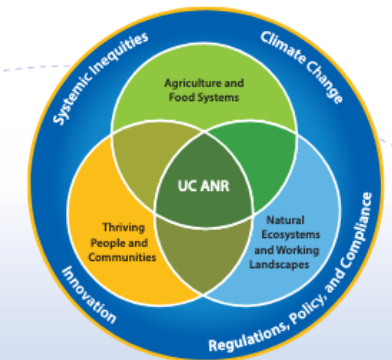 Systemic Inequities
Climate Change
Agriculture and
Food Systems
UC ANR
Thriving
People and
Communities
Natural
Ecosystems
and Working
Landscapes
Innovation
Regulations, Policy, and Compliance